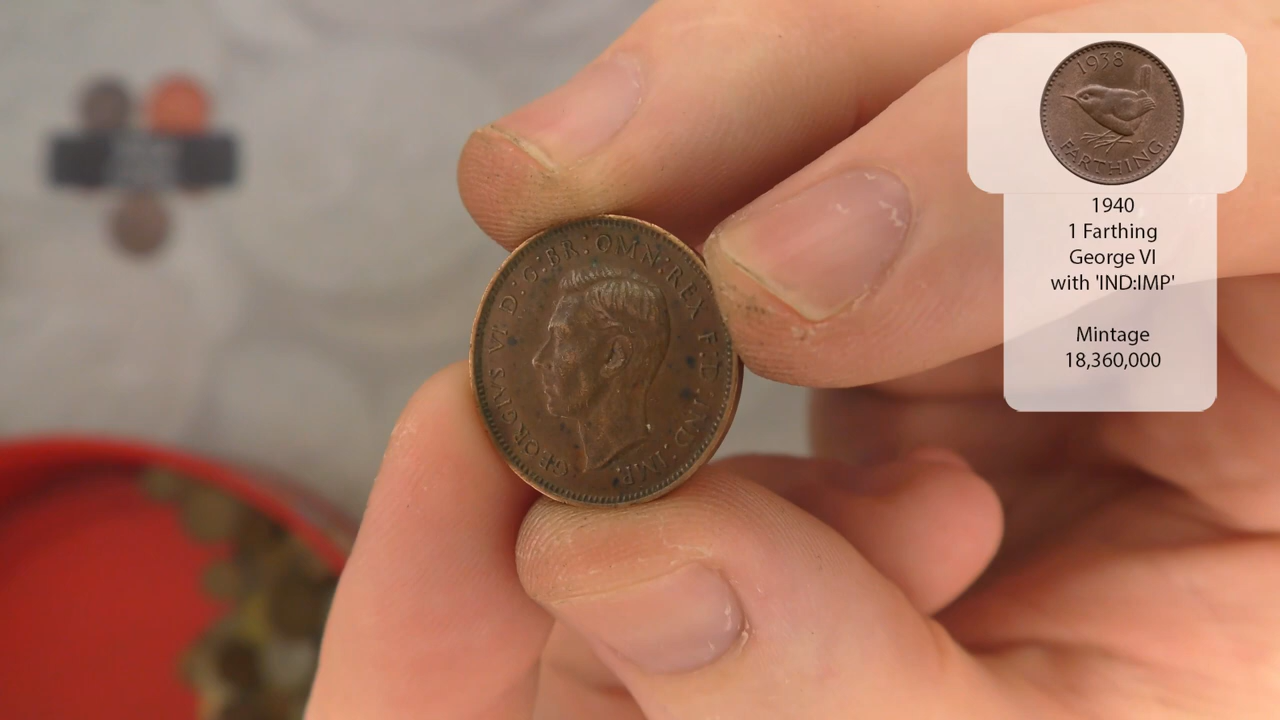 GEORGIVS VI D: G: BR: OMN: REX F: D: IND: IMP.
1938
FARTHING
1940
1 Farthing
George VI
with 'IND:IMP'
Mintage
18,360,000